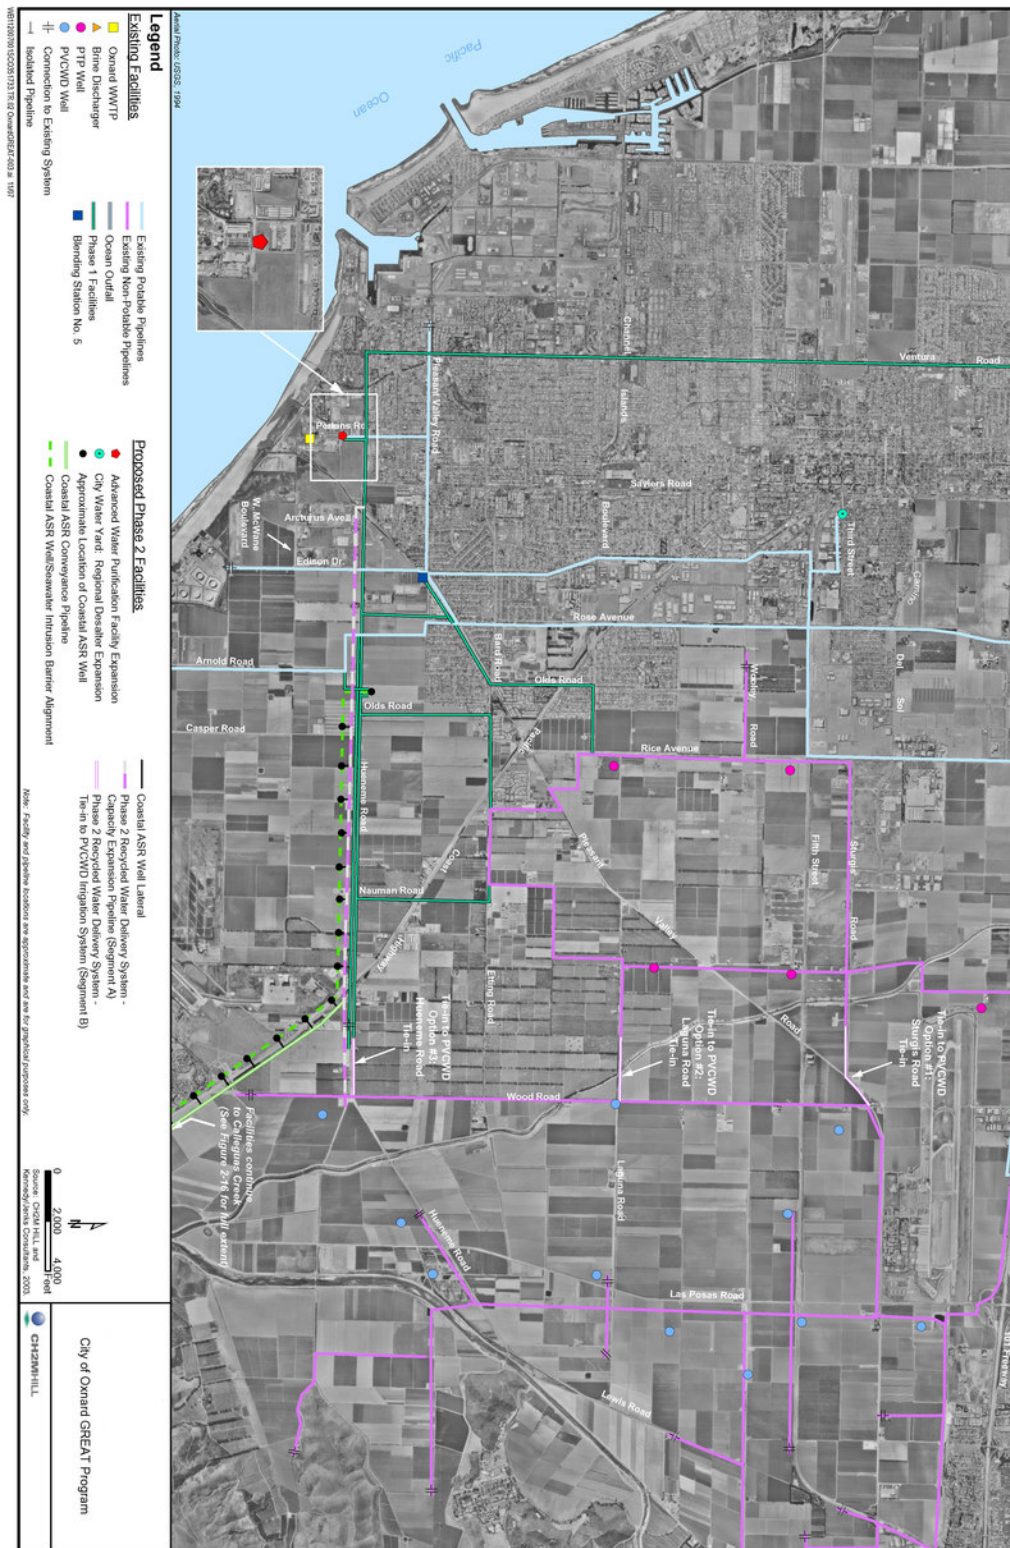 Legend
Existing Facilities
Oxnard WWTP
Brine Discharger
PTP Well
PVCWD Well
Connection to Existing System
Isolated Pipeline
Existing Potable Pipelines
Existing Non-Potable Pipelines
Ocean Outfall
Phase 1 Facilities
Blending Station No. 5
Proposed Phase 2 Facilities
Advanced Water Purification Facility Expansion
City Water Yard: Regional Desalter Expansion
Approximate Location of Coastal ASR Well
Coastal ASR Conveyance Pipeline
Coastal ASR Well/Seawater Intrusion Barrier Alignment
Coastal ASR Well Lateral
Phase 2 Recycled Water Delivery System -
Capacity Expansion Pipeline (Segment A)
Phase 2 Recycled Water Delivery System -
Tie-in to PVCWD Irrigation System (Segment B)
Note: Facility and pipeline locations are approximate and are for graphical purposes only.
0 2,000 4,000
Feet
N
Source: CH2M HILL and
Kennedy/Jenks Consultants, 2003.
City of Oxnard GREAT Program
CH2MHILL
Aerial Photo: USGS, 1994
Pacific
Ocean
Ventura Road
Channel
Islands
Boulevard
Pleasant Valley Road
Perkins Rd
Saviers Road
Arcturus Ave.
W. McWane
Boulevard
Edison Dr.
Third Street
Camino
Del
Sol
Rose Avenue
Bard Road
Arnold Road
Olds Road
Olds Road
Casper Road
Wooley
Road
Rice Avenue
Hueneme Road
Pacific
Coast
Highway
Pleasant
Valley
Road
Fifth Street
Sturgis
Road
Nauman Road
Etting Road
Tie-in to PVCWD
Option #1:
Sturgis Road
Tie-in
Tie-in to PVCWD
Option #2:
Laguna Road
Tie-in
Tie-in to PVCWD
Option #3:
Hueneme Road
Tie-in
Wood Road
Facilities continue
to Calleguas Creek
(See Figure 2-16 for full extent)
Laguna Road
Hueneme Road
Las Posas Road
Lewis Road
101 Freeway